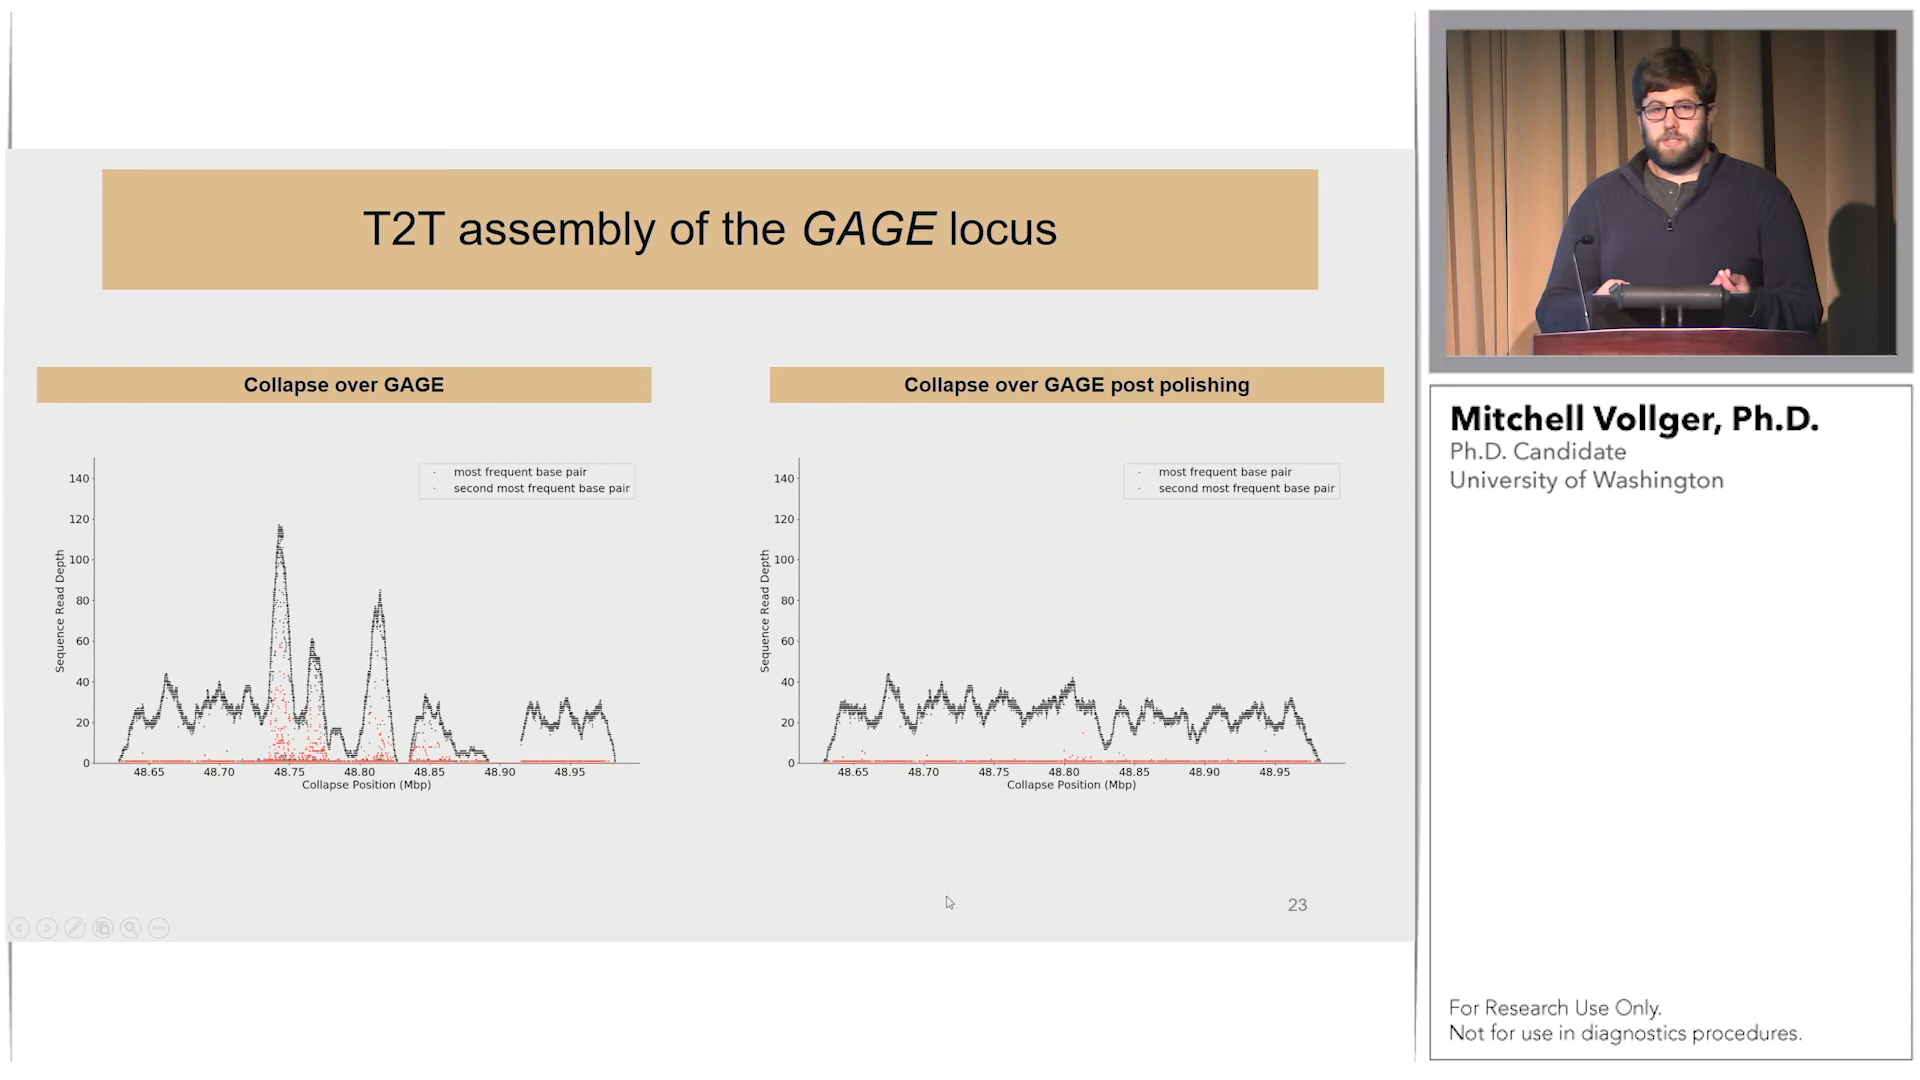 T2T assembly of the GAGE locus
Collapse over GAGE
Collapse over GAGE post polishing
most frequent base pair
second most frequent base pair
140
120
100
80
60
40
20
0
Sequence Read Depth
48.65 48.70 48.75 48.80 48.85 48.90 48.95
Collapse Position (Mbp)
most frequent base pair
second most frequent base pair
140
120
100
80
60
40
20
0
Sequence Read Depth
48.65 48.70 48.75 48.80 48.85 48.90 48.95
Collapse Position (Mbp)
23
Mitchell Vollger, Ph.D.
Ph.D. Candidate
University of Washington
For Research Use Only.
Not for use in diagnostics procedures.